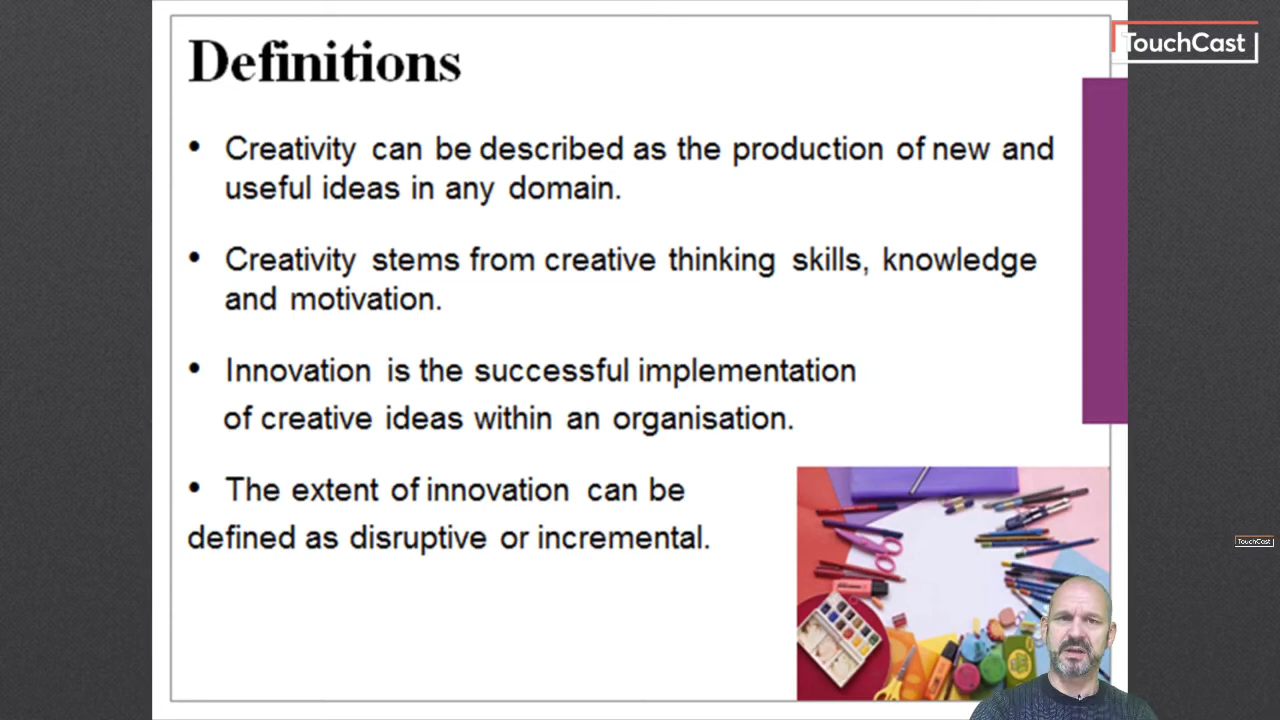 Definitions
TouchCast
• Creativity can be described as the production of new and
useful ideas in any domain.
• Creativity stems from creative thinking skills, knowledge
and motivation.
• Innovation is the successful implementation
of creative ideas within an organisation.
• The extent of innovation can be
defined as disruptive or incremental.
TouchCast